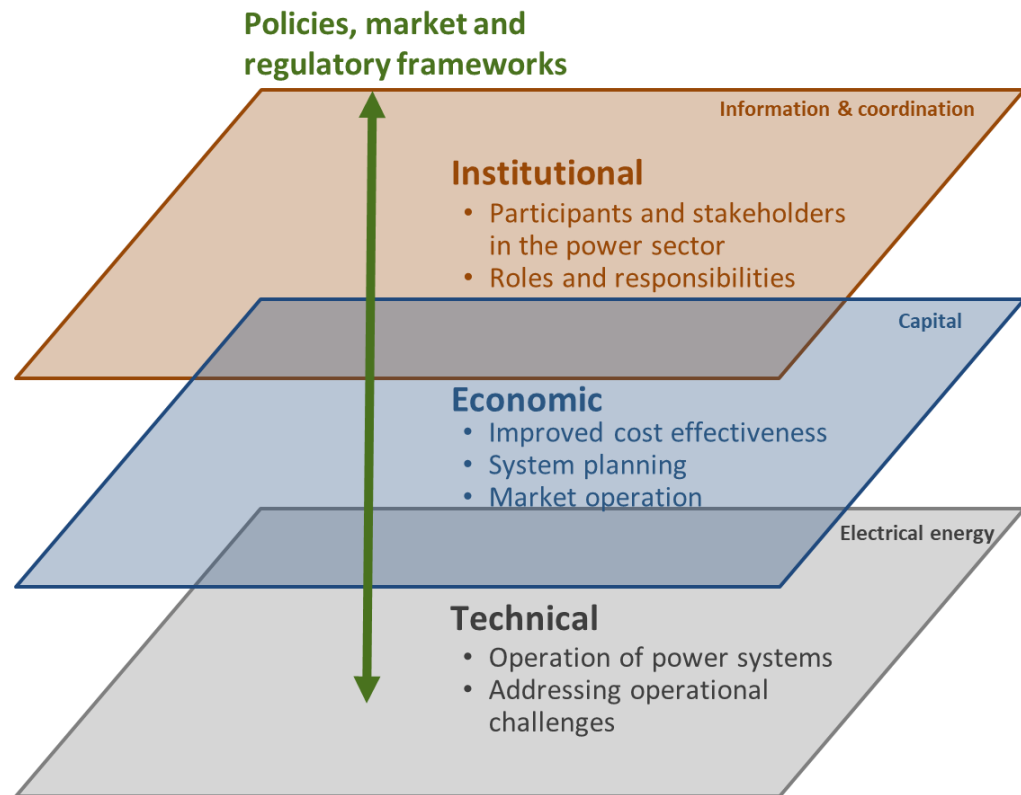 Policies, market and
regulatory frameworks
Information & coordination
Institutional
• Participants and stakeholders
in the power sector
• Roles and responsibilities
Capital
Economic
• Improved cost effectiveness
• System planning
• Market operation
Electrical energy
Technical
• Operation of power systems
• Addressing operational
challenges